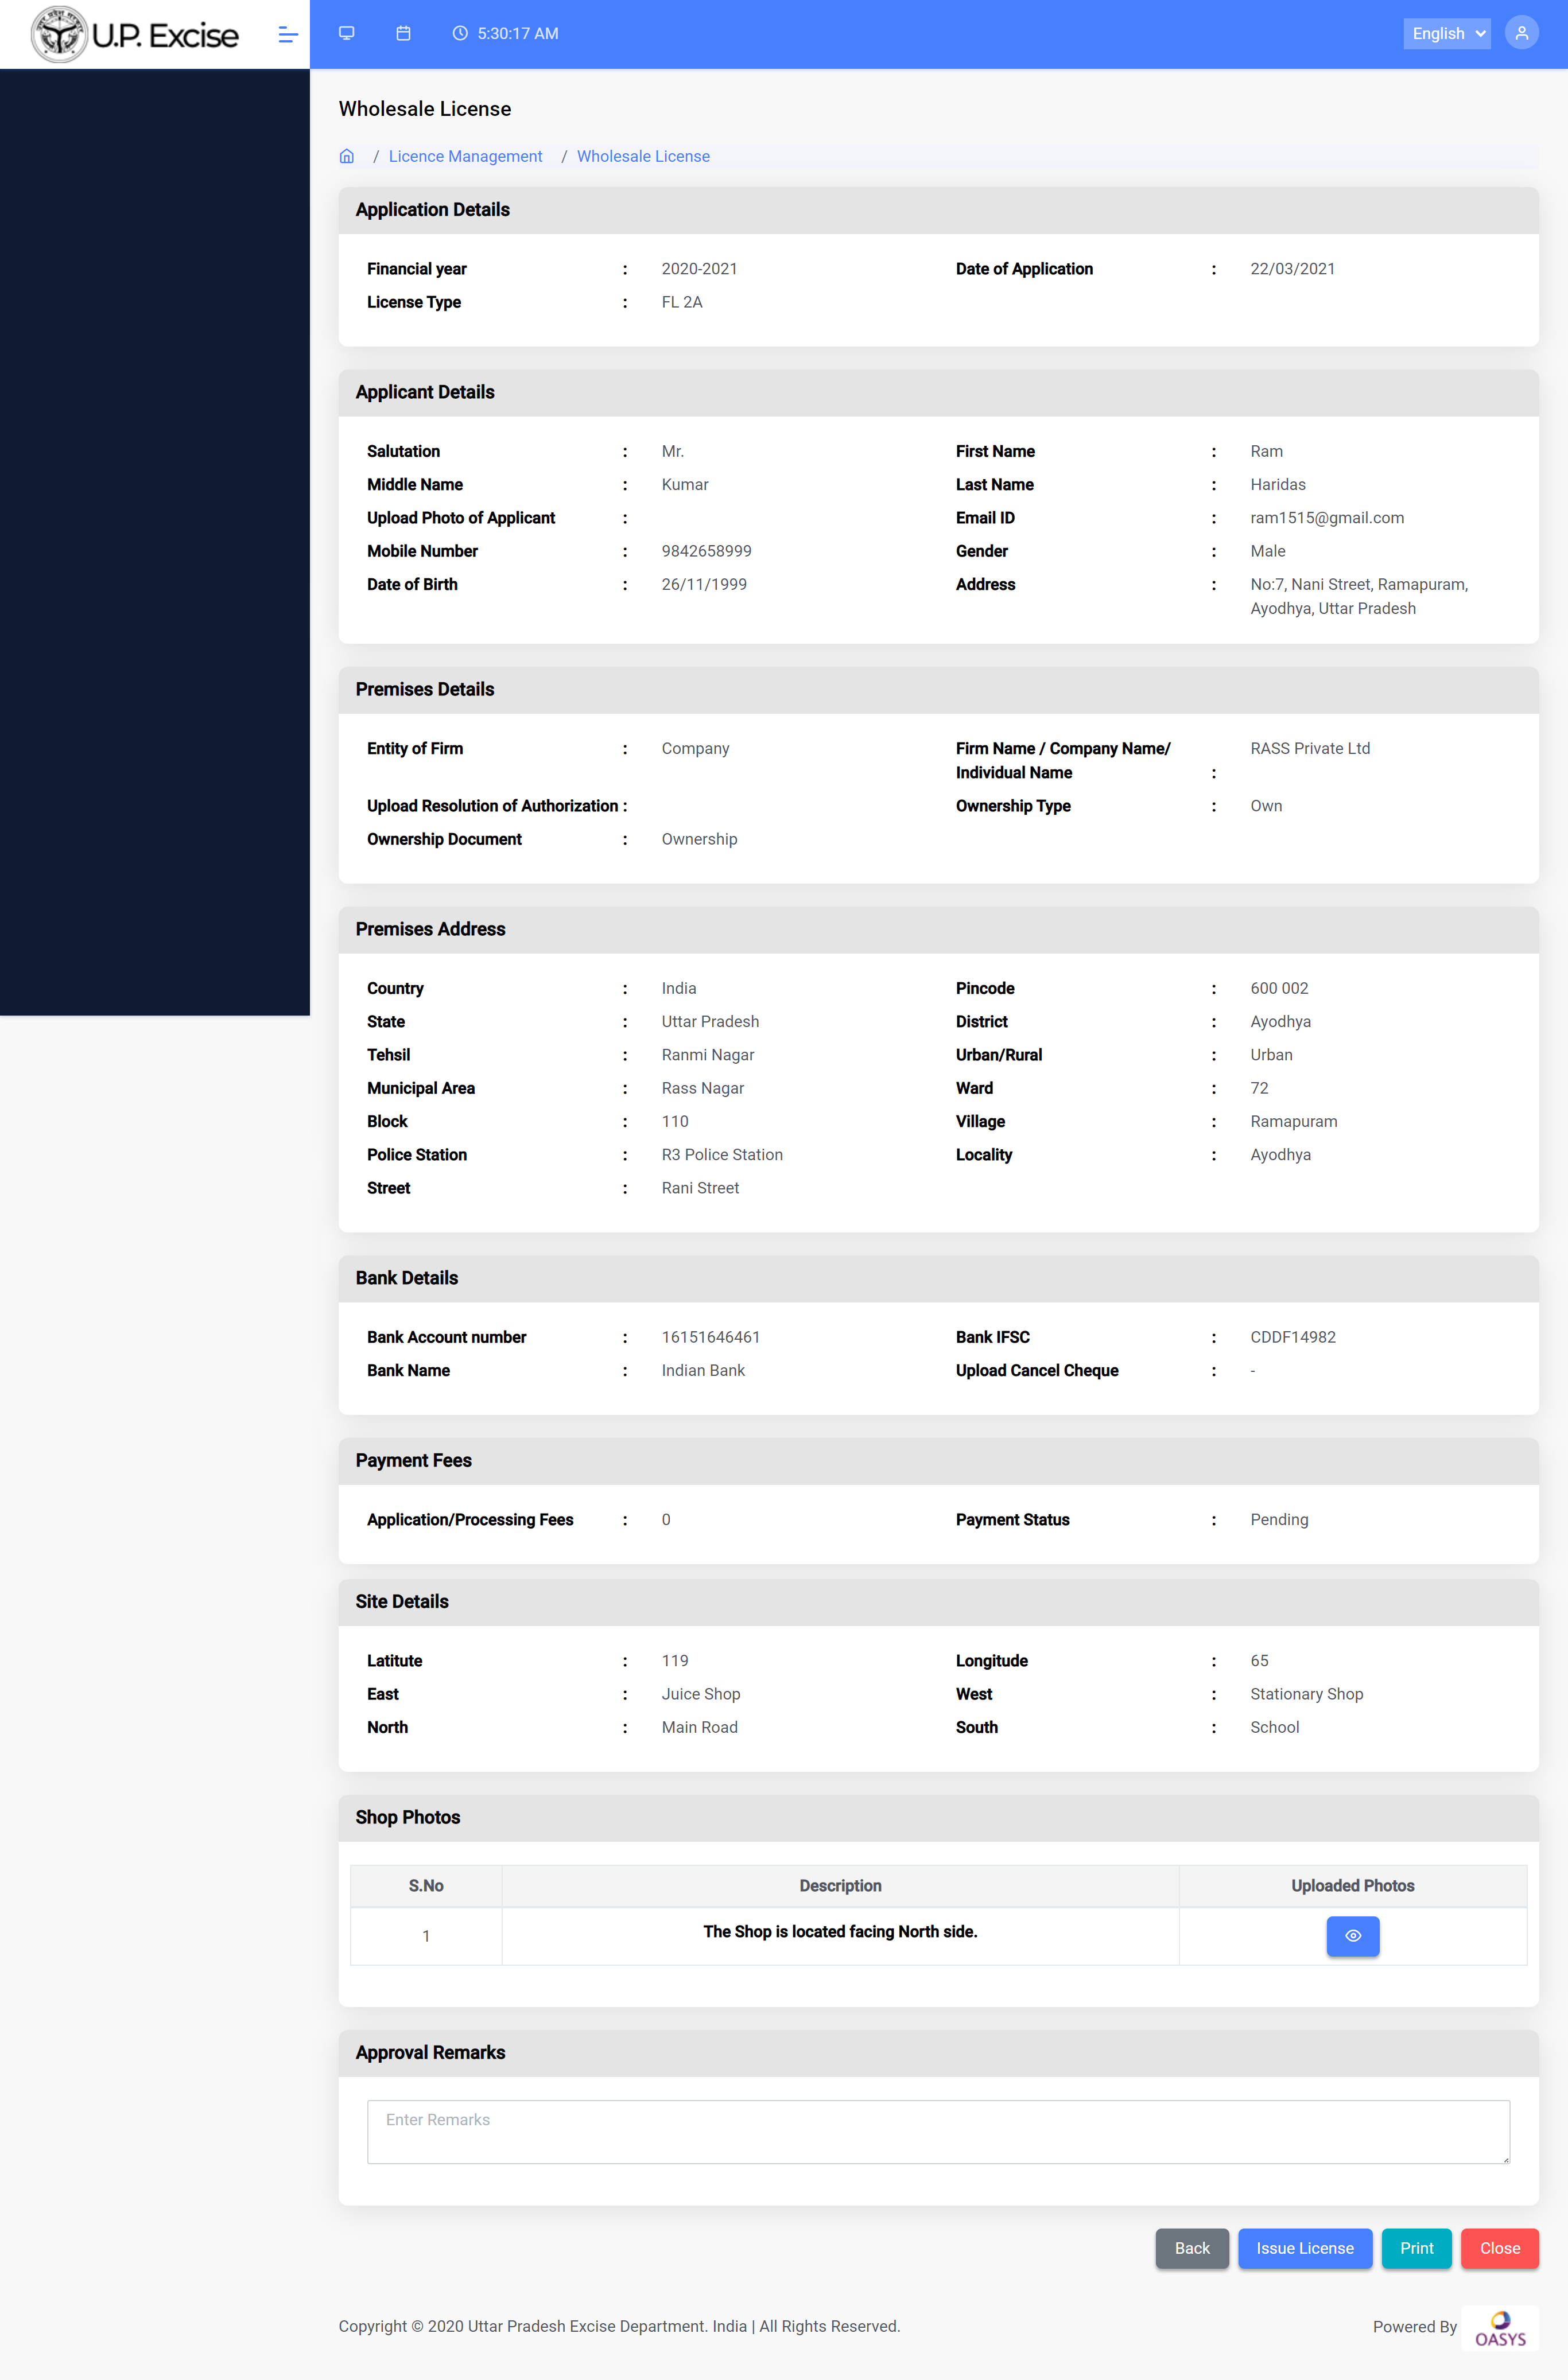 U.P. Excise
5:30:17 AM
English
Wholesale License
/ Licence Management / Wholesale License
Application Details
Financial year : 2020-2021 Date of Application : 22/03/2021
License Type : FL 2A
Applicant Details
Salutation : Mr. First Name : Ram
Middle Name : Kumar Last Name : Haridas
Upload Photo of Applicant : Email ID : ram1515@gmail.com
Mobile Number : 9842658999 Gender : Male
Date of Birth : 26/11/1999 Address : No:7, Nani Street, Ramapuram,
Ayodhya, Uttar Pradesh
Premises Details
Entity of Firm : Company Firm Name / Company Name/ RASS Private Ltd
Individual Name :
Upload Resolution of Authorization : Ownership Type : Own
Ownership Document : Ownership
Premises Address
Country : India Pincode : 600 002
State : Uttar Pradesh District : Ayodhya
Tehsil : Ranmi Nagar Urban/Rural : Urban
Municipal Area : Rass Nagar Ward : 72
Block : 110 Village : Ramapuram
Police Station : R3 Police Station Locality : Ayodhya
Street : Rani Street
Bank Details
Bank Account number : 16151646461 Bank IFSC : CDDF14982
Bank Name : Indian Bank Upload Cancel Cheque : -
Payment Fees
Application/Processing Fees : 0 Payment Status : Pending
Site Details
Latitute : 119 Longitude : 65
East : Juice Shop West : Stationary Shop
North : Main Road South : School
Shop Photos
S.No Description Uploaded Photos
1 The Shop is located facing North side.
Approval Remarks
Enter Remarks
Back Issue License Print Close
Copyright © 2020 Uttar Pradesh Excise Department. India | All Rights Reserved. Powered By OASYS